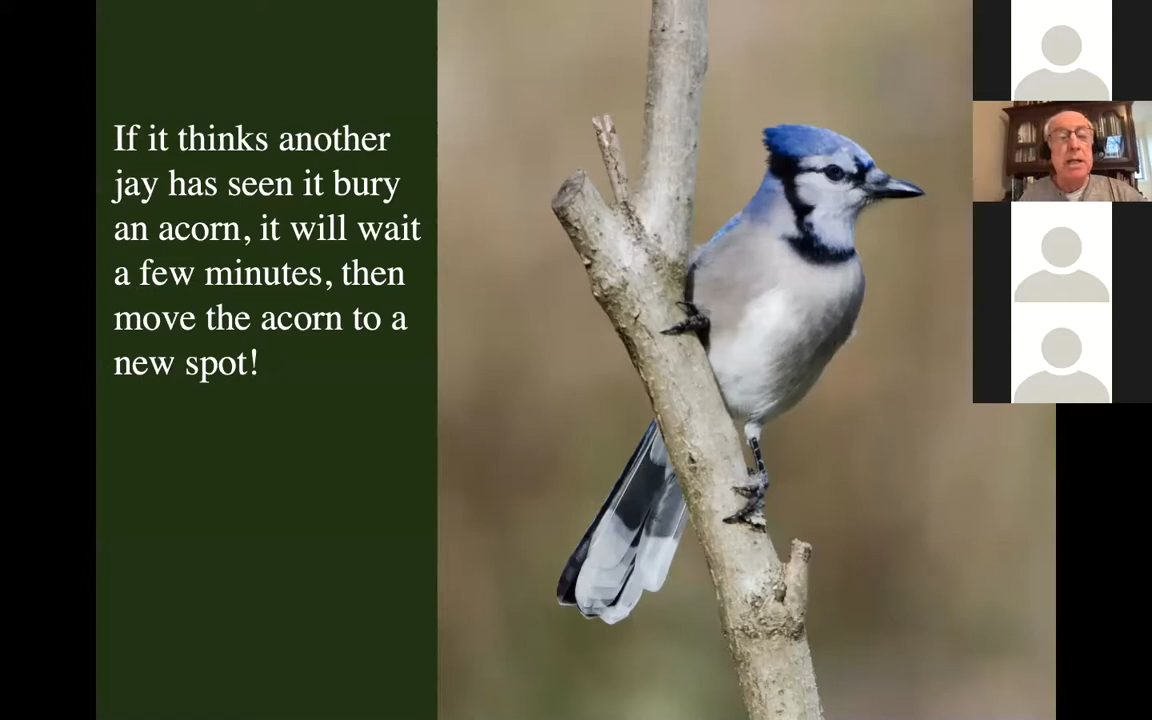 If it thinks another
jay has seen it bury
an acorn, it will wait
a few minutes, then
move the acorn to a
new spot!